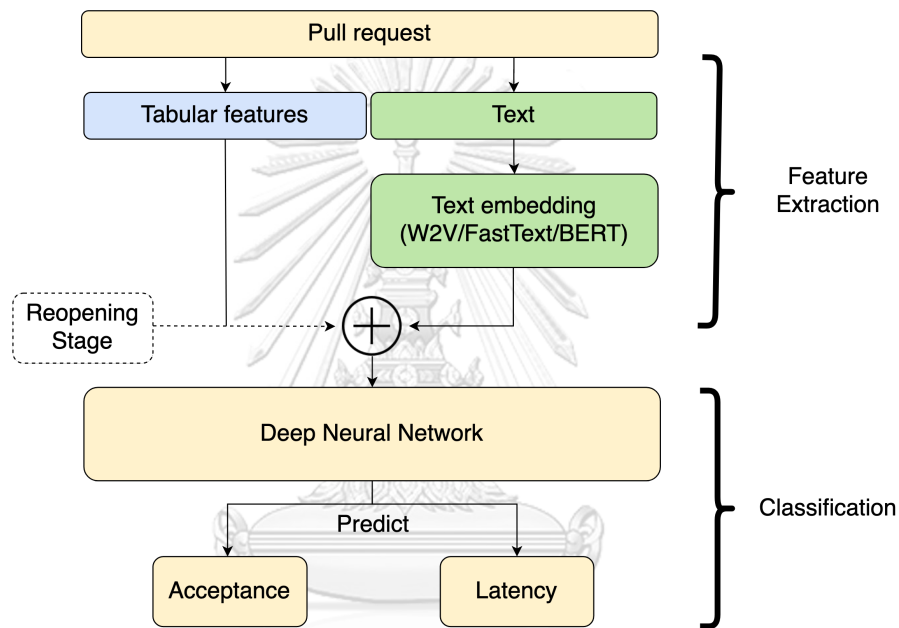 Pull request
Tabular features
Text
Text embedding
(W2V/FastText/BERT)
Feature
Extraction
Reopening
Stage
Deep Neural Network
Predict
Classification
Acceptance
Latency